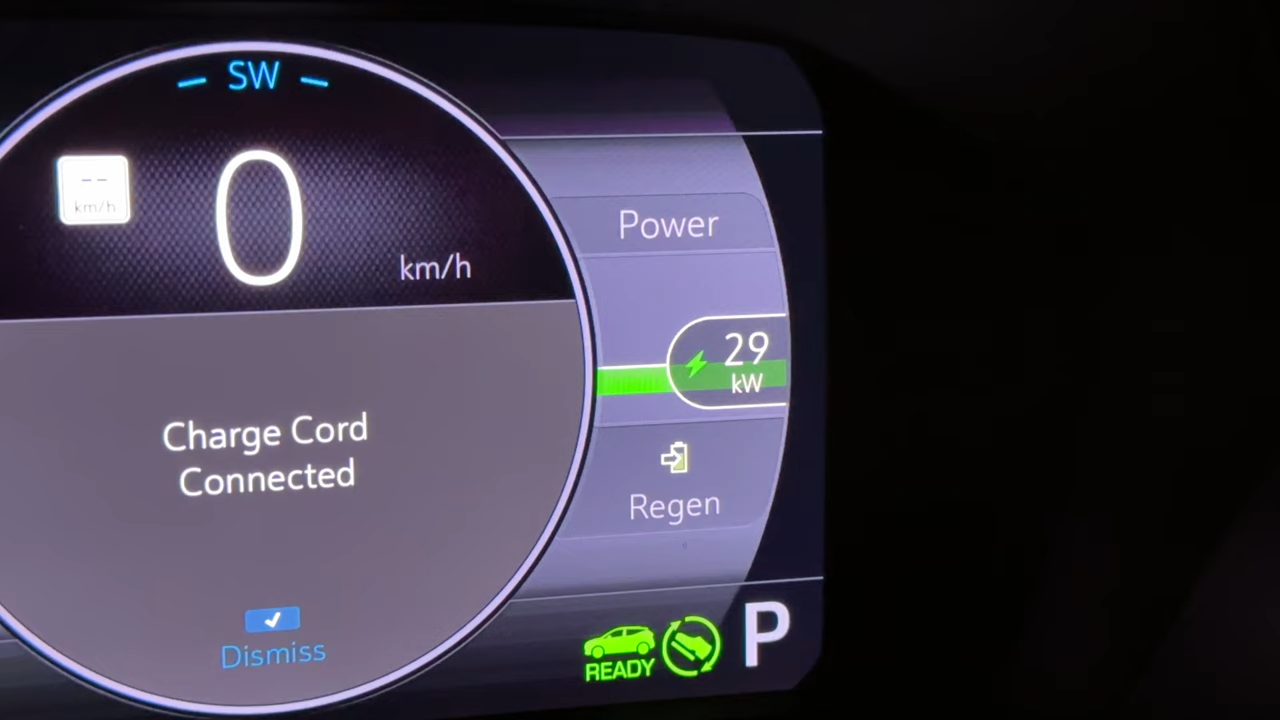 SW
--
km/h
0
km/h
Power
29
kW
Charge Cord
Connected
Regen
Dismiss
READY
P